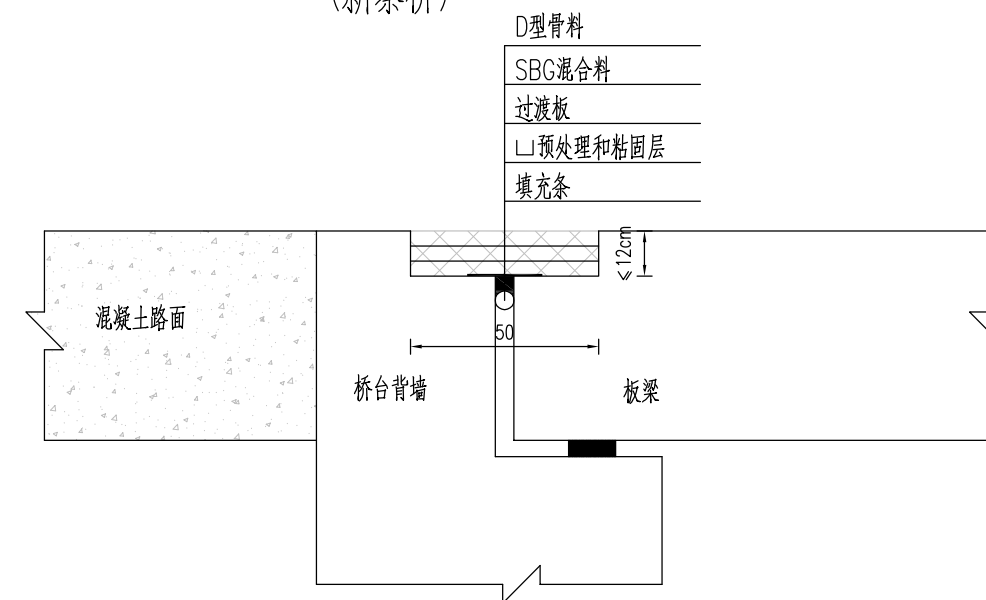 D型骨料
SBG混合料
过渡板
凵预处理和粘固层
填充条
≤12cm
混凝土路面
50
桥台背墙
板梁